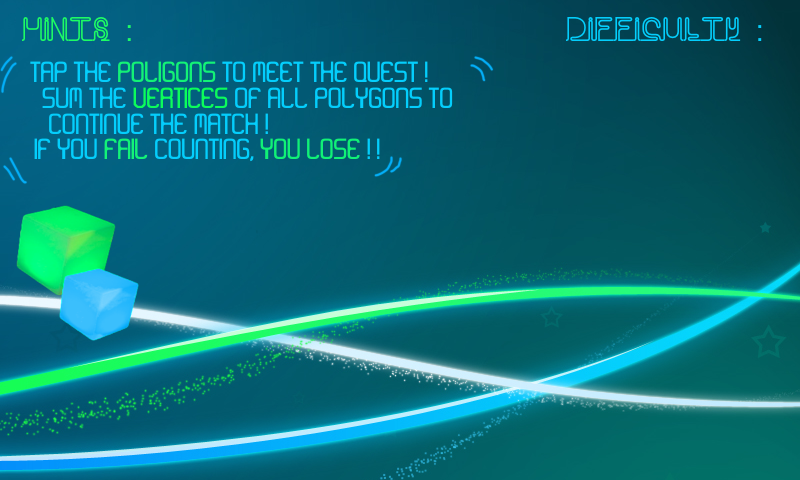 HINTS :
DIFFICULTY :
TAP THE POLIGONS TO MEET THE QUEST !
SUM THE VERTICES OF ALL POLYGONS TO
CONTINUE THE MATCH !
IF YOU FAIL COUNTING, YOU LOSE !!